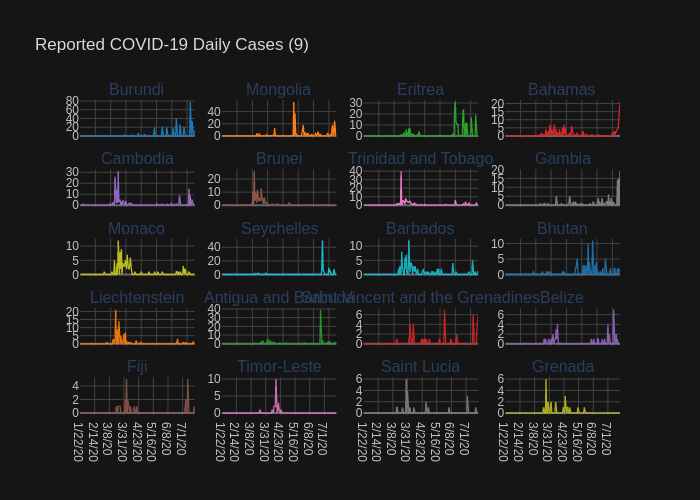 Reported COVID-19 Daily Cases (9)
Burundi Mongolia Eritrea Bahamas
80 60 40 20 0
40 20 0
30 20 10 0
20 15 10 5 0
Cambodia Brunei Trinidad and Tobago Gambia
30 20 10 0
20 10 0
40 30 20 10 0
20 15 10 5 0
Monaco Seychelles Barbados Bhutan
10 5 0
40 20 0
10 5 0
10 5 0
Liechtenstein Antigua and Barbuda Saint Vincent and the Grenadines Belize
20 15 10 5 0
40 30 20 10 0
6 4 2 0
6 4 2 0
Fiji Timor-Leste Saint Lucia Grenada
4 2 0
10 5 0
6 4 2 0
6 4 2 0
1/22/20 2/14/20 3/8/20 3/31/20 4/23/20 5/16/20 6/8/20 7/1/20
1/22/20 2/14/20 3/8/20 3/31/20 4/23/20 5/16/20 6/8/20 7/1/20
1/22/20 2/14/20 3/8/20 3/31/20 4/23/20 5/16/20 6/8/20 7/1/20
1/22/20 2/14/20 3/8/20 3/31/20 4/23/20 5/16/20 6/8/20 7/1/20